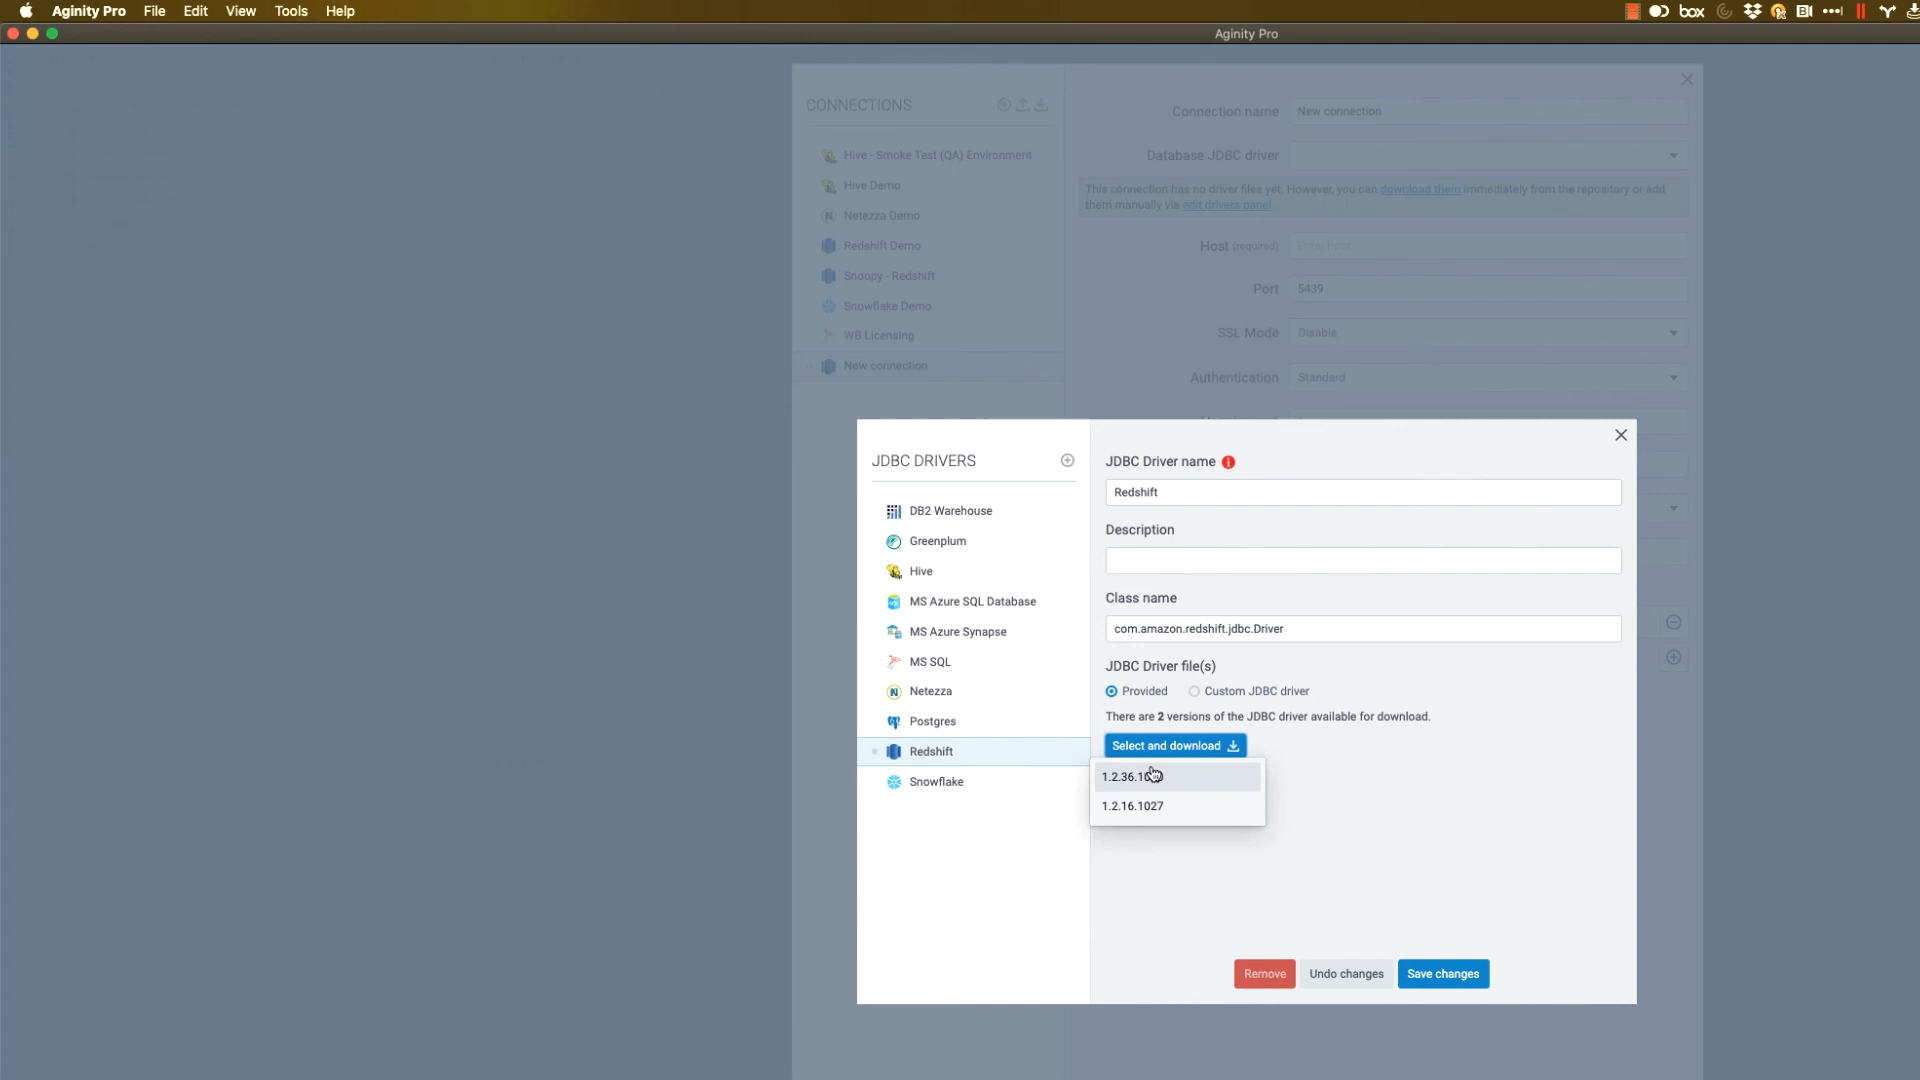 Aginity Pro File Edit View Tools Help
box
Aginity Pro
CONNECTIONS
Hive - Smoke Test (QA) Environment
Hive Demo
Netezza Demo
Redshift Demo
Snoopy - Redshift
Snowflake Demo
WB Licensing
New connection
Connection name New connection
Database JDBC driver
This connection has no driver files yet. However, you can download them immediately from the repository or add
them manually via edit drivers panel.
Host (required) Enter Host
Port 5439
SSL Mode Disable
Authentication Standard
JDBC DRIVERS
DB2 Warehouse
Greenplum
Hive
MS Azure SQL Database
MS Azure Synapse
MS SQL
Netezza
Postgres
Redshift
Snowflake
JDBC Driver name
Redshift
Description
Class name
com.amazon.redshift.jdbc.Driver
JDBC Driver file(s)
Provided Custom JDBC driver
There are 2 versions of the JDBC driver available for download.
Select and download
1.2.16.1027
Remove Undo changes Save changes